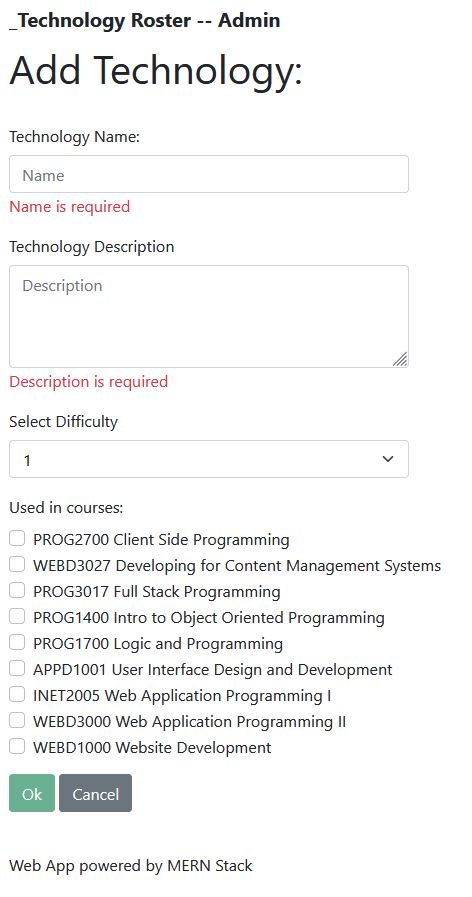 _Technology Roster -- Admin
Add Technology:
Technology Name:
Name
Name is required
Technology Description
Description
Description is required
Select Difficulty
1
Used in courses:
PROG2700 Client Side Programming
WEBD3027 Developing for Content Management Systems
PROG3017 Full Stack Programming
PROG1400 Intro to Object Oriented Programming
PROG1700 Logic and Programming
APPD1001 User Interface Design and Development
INET2005 Web Application Programming I
WEBD3000 Web Application Programming II
WEBD1000 Website Development
Ok Cancel
Web App powered by MERN Stack